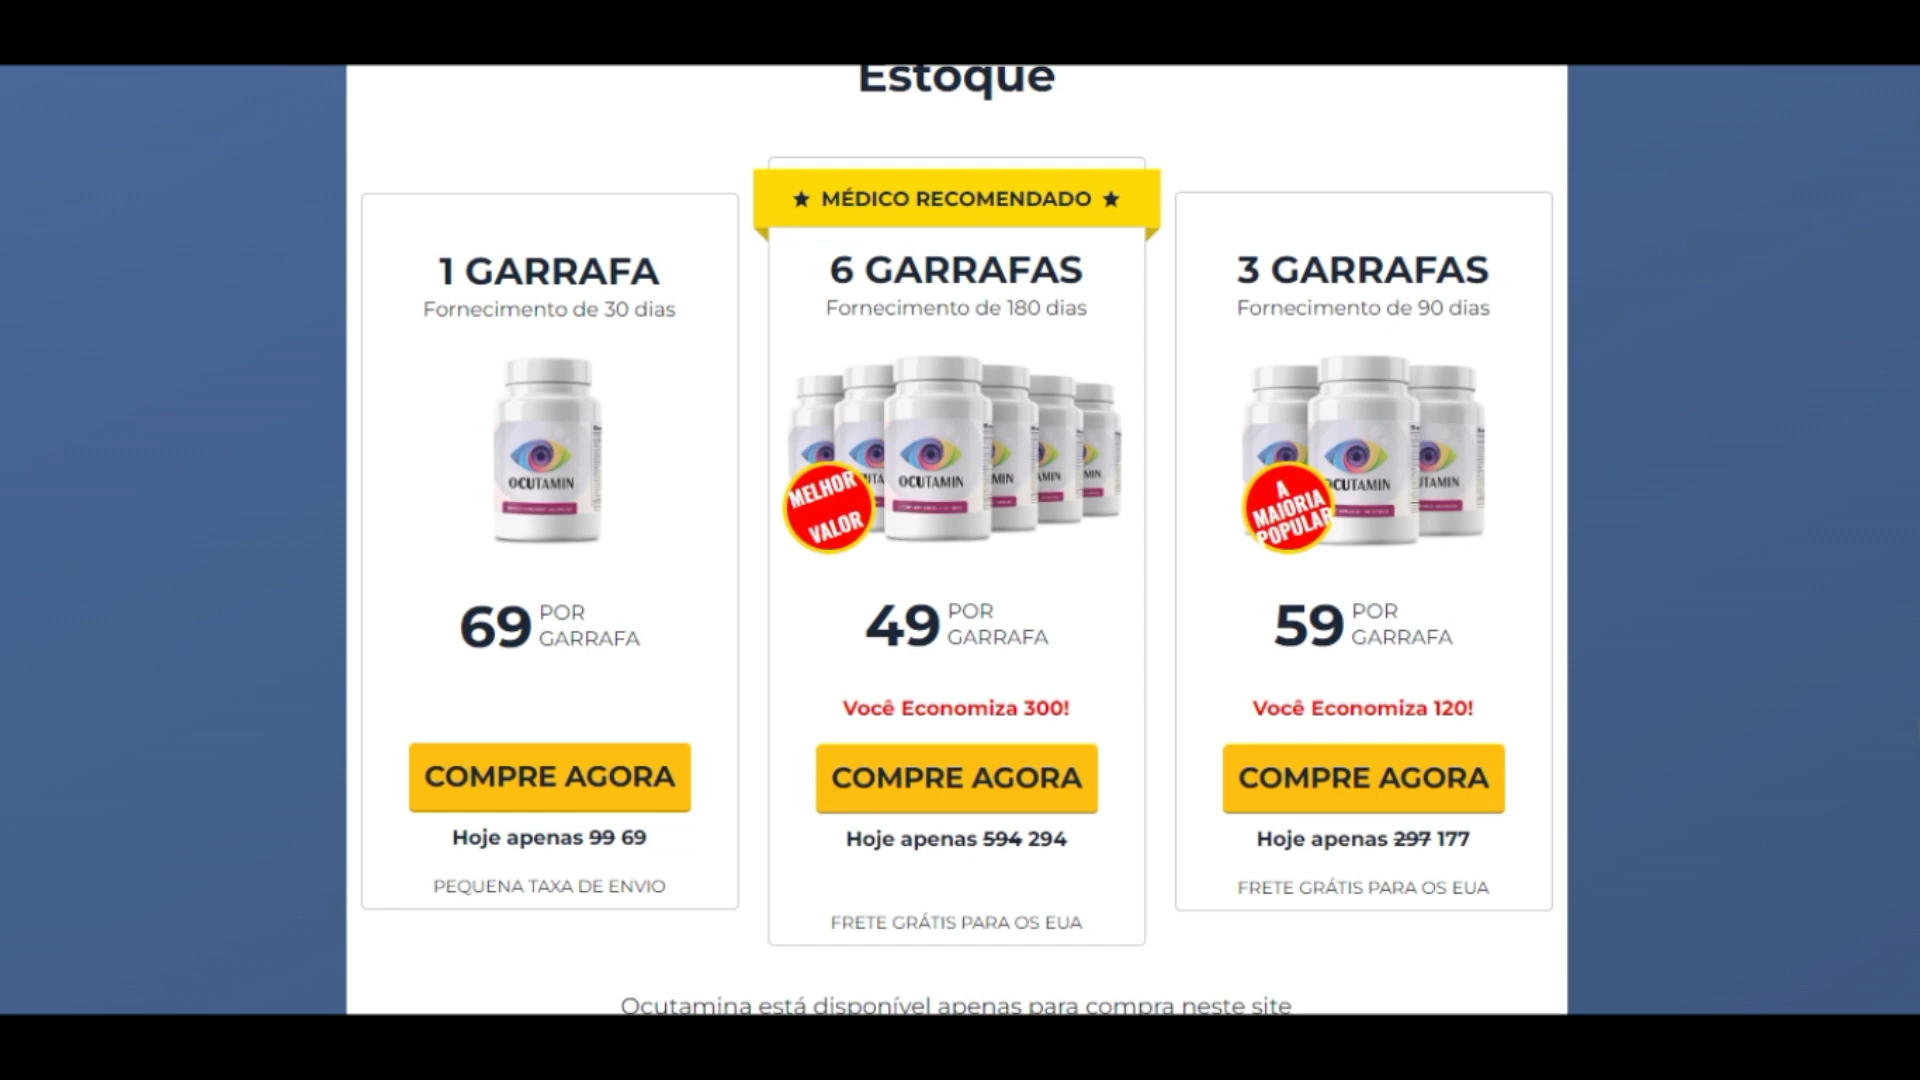 Estoque
★ MÉDICO RECOMENDADO ★
1 GARRAFA
Fornecimento de 30 dias
OCUTAMIN
69 POR
GARRAFA
COMPRE AGORA
Hoje apenas 99 69
PEQUENA TAXA DE ENVIO
6 GARRAFAS
Fornecimento de 180 dias
OCUTAMIN
MELHOR
VALOR
49 POR
GARRAFA
Você Economiza 300!
COMPRE AGORA
Hoje apenas 594 294
FRETE GRÁTIS PARA OS EUA
3 GARRAFAS
Fornecimento de 90 dias
CUTAMIN
UTAMIN
A
MAIORIA
POPULAR
59 POR
GARRAFA
Você Economiza 120!
COMPRE AGORA
Hoje apenas 297 177
FRETE GRÁTIS PARA OS EUA
Ocutamina está disponível apenas para compra neste site